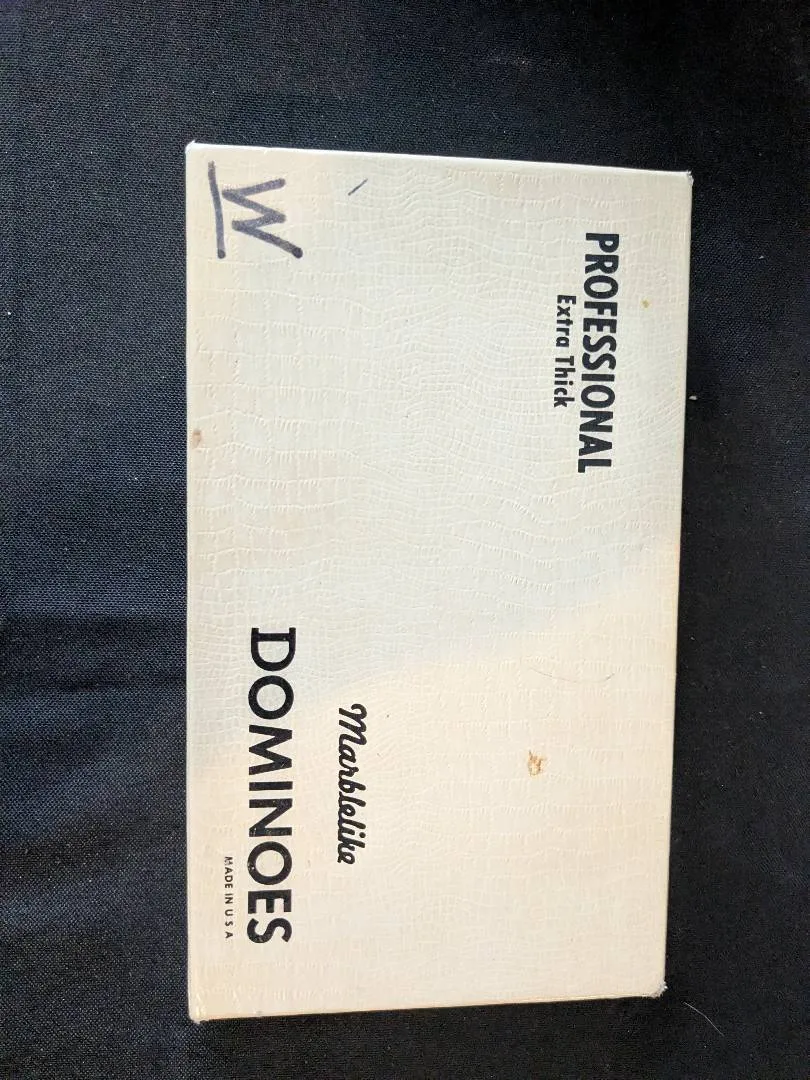 PROFESSIONAL
Extra Thick
Marblelike
DOMINOES
MADE IN U S A
W